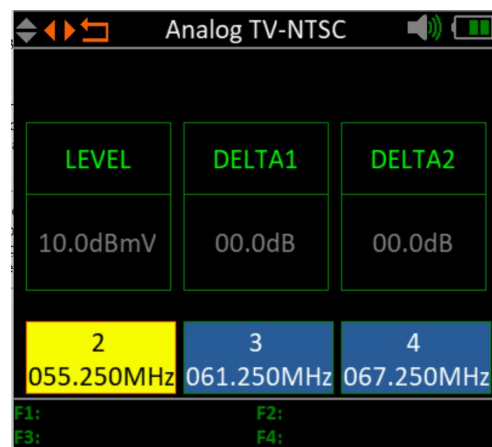 Analog TV-NTSC
LEVEL DELTA1 DELTA2
10.0dBmV 00.0dB 00.0dB
2 3 4
055.250MHz 061.250MHz 067.250MHz
F1: F2:
F3: F4: